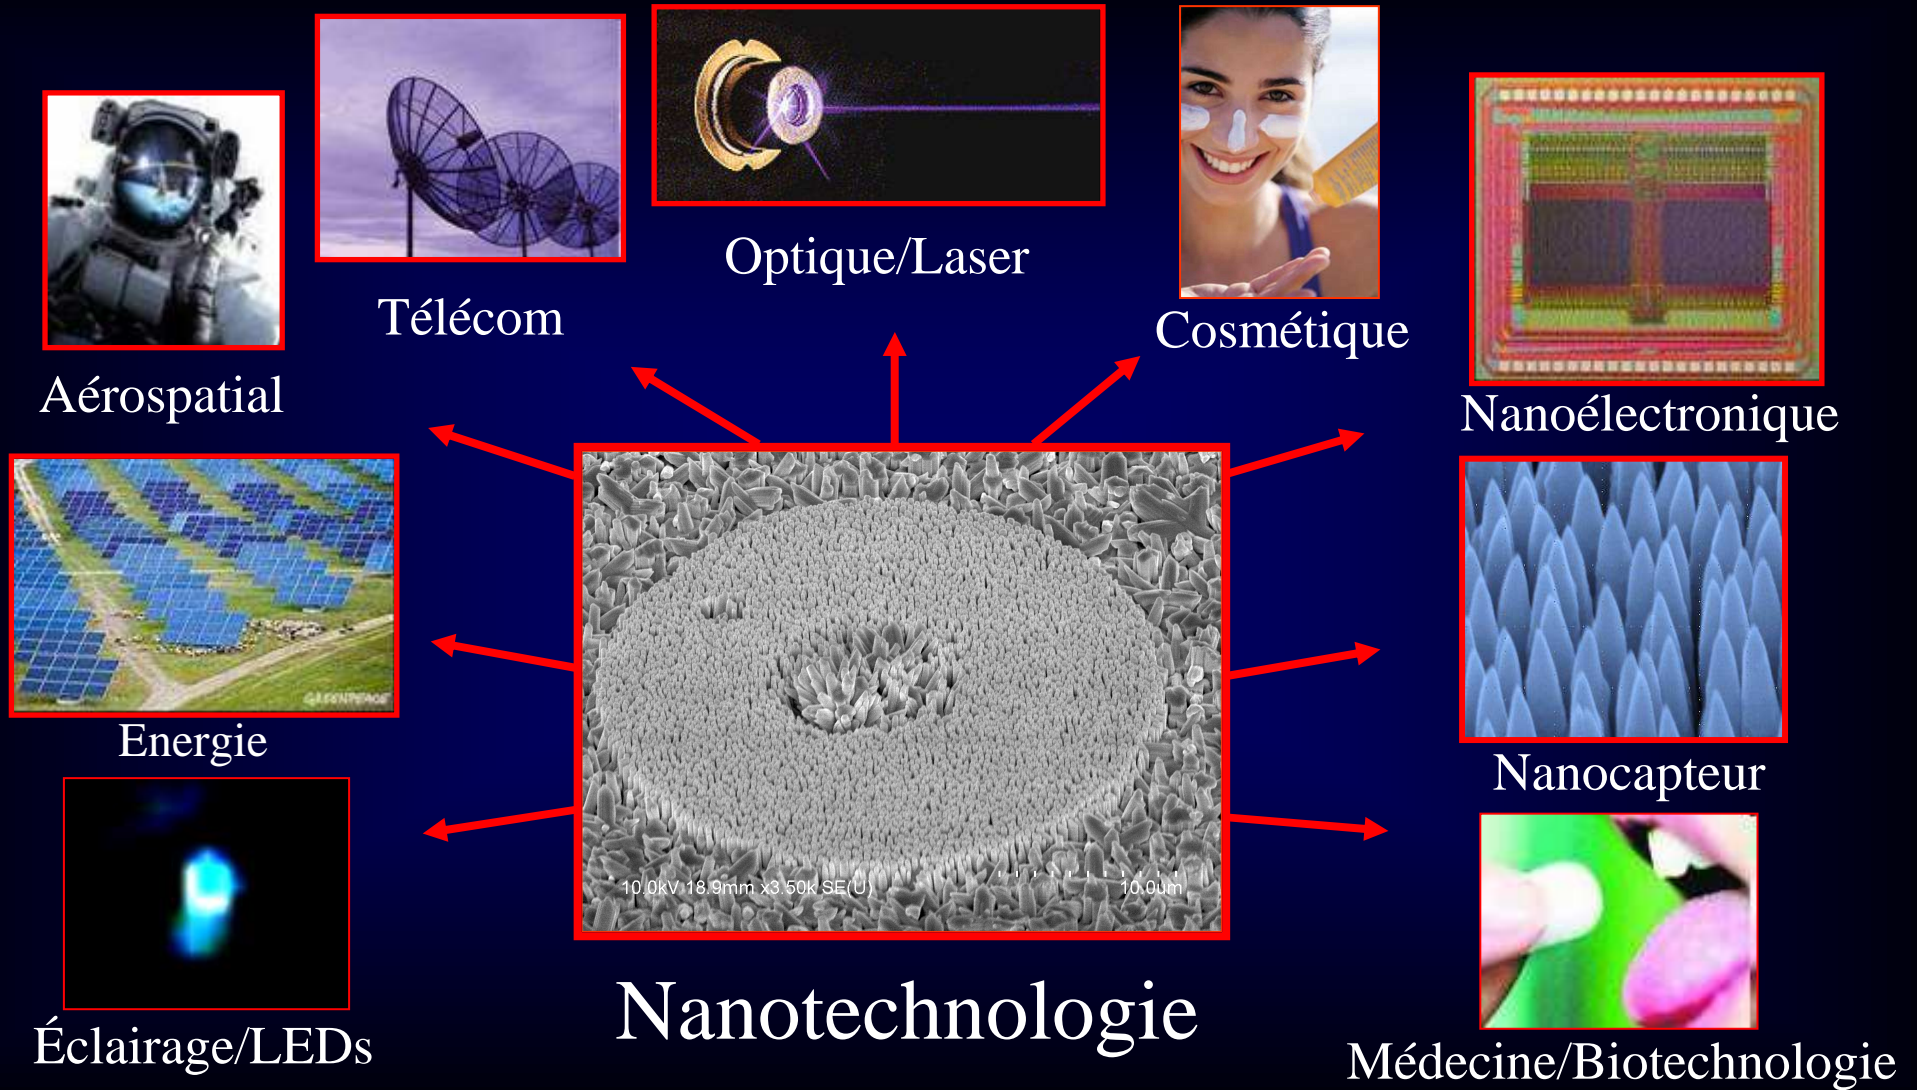 Télécom
Optique/Laser
Cosmétique
Aérospatial
Nanoélectronique
GREENPEACE
Energie
Nanocapteur
10.0kV 18.9mm x3.50k SE(U)
10.0um
Éclairage/LEDs
Nanotechnologie
Médecine/Biotechnologie